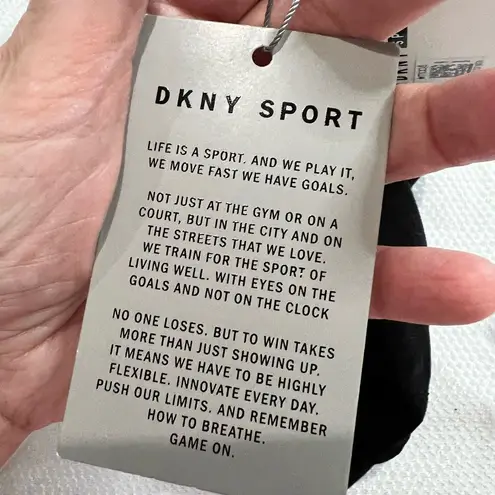 DKNY SPORT
LIFE IS A SPORT. AND WE PLAY IT,
WE MOVE FAST WE HAVE GOALS.
NOT JUST AT THE GYM OR ON A
COURT, BUT IN THE CITY AND ON
THE STREETS THAT WE LOVE.
WE TRAIN FOR THE SPORT OF
LIVING WELL. WITH EYES ON THE
GOALS AND NOT ON THE CLOCK
NO ONE LOSES. BUT TO WIN TAKES
MORE THAN JUST SHOWING UP.
IT MEANS WE HAVE TO BE HIGHLY
FLEXIBLE. INNOVATE EVERY DAY.
PUSH OUR LIMITS. AND REMEMBER
HOW TO BREATHE.
GAME ON.
DKNY SP